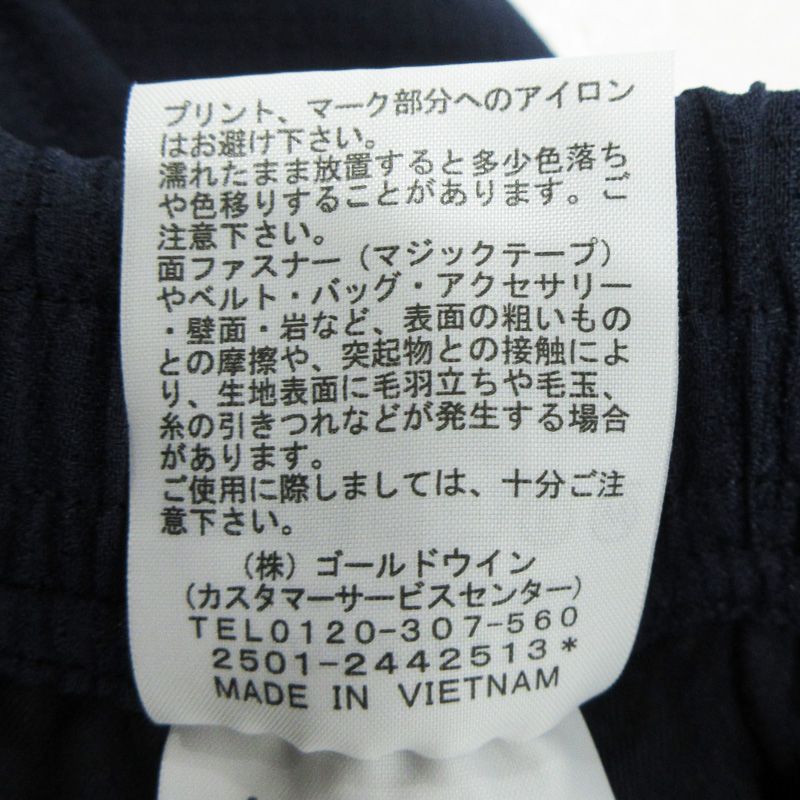 プリント、マーク部分へのアイロン
はお避け下さい。
濡れたまま放置すると多少色落ち
や色移りすることがあります。ご
注意下さい。
面ファスナー(マジックテープ)
やベルト・バッグ・アクセサリー
・壁面・岩など、表面の粗いもの
との摩擦や、突起物との接触によ
り、生地表面に毛羽立ちや毛玉、
糸の引きつれなどが発生する場合
があります。
ご使用に際しましては、十分ご注
意下さい。
(株)ゴールドウイン
(カスタマーサービスセンター)
TEL0120-307-560
2501-2442513*
MADE IN VIETNAM